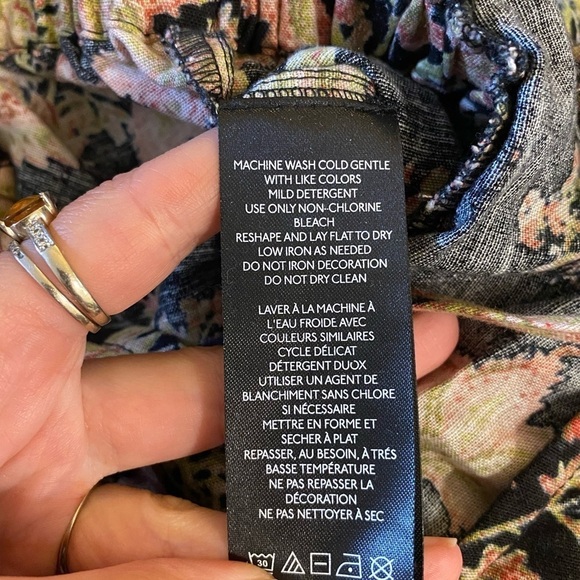 MACHINE WASH COLD GENTLE
WITH LIKE COLORS
MILD DETERGENT
USE ONLY NON-CHLORINE
BLEACH
RESHAPE AND LAY FLAT TO DRY
LOW IRON AS NEEDED
DO NOT IRON DECORATION
DO NOT DRY CLEAN
LAVER À LA MACHINE À
L'EAU FROIDE AVEC
COULEURS SIMILAIRES
CYCLE DÉLICAT
DÉTERGENT DUOX
UTILISER UN AGENT DE
BLANCHIMENT SANS CHLORE
SI NÉCESSAIRE
METTRE EN FORME ET
SECHER À PLAT
REPASSER, AU BESOIN, À TRÉS
BASSE TEMPÉRATURE
NE PAS REPASSER LA
DÉCORATION
NE PAS NETTOYER À SEC
30